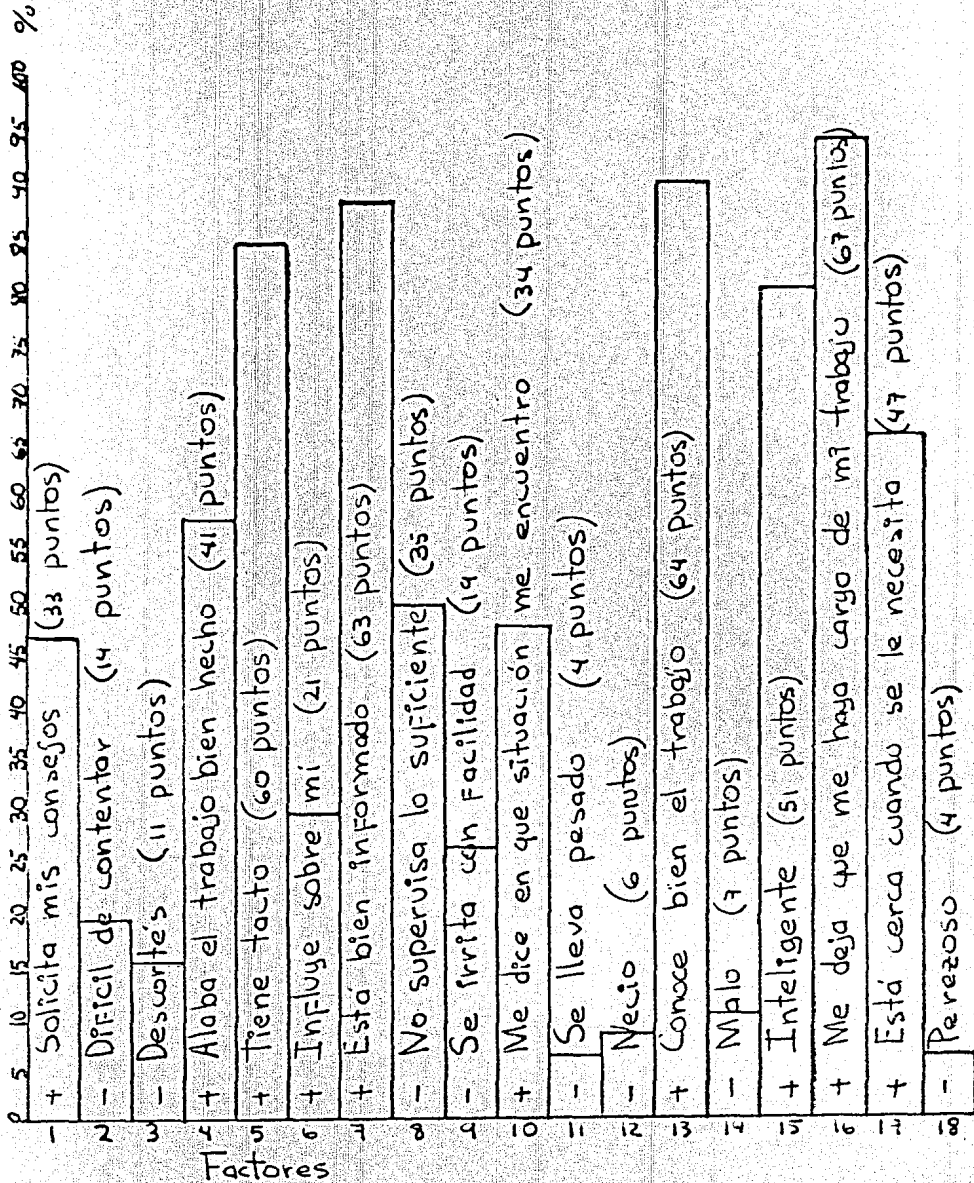 0 5 10 15 20 25 30 35 40 45 50 55 60 65 70 75 80 85 90 95 100 %
1 + Solicita mis consejos (33 puntos)
2 - Difícil de contentar (14 puntos)
3 - Descortés (11 puntos)
4 + Alaba el trabajo bien hecho (41 puntos)
5 + Tiene tacto (60 puntos)
6 + Influye sobre mí (21 puntos)
7 + Está bien informado (63 puntos)
8 - No supervisa lo suficiente (35 puntos)
9 - Se irrita con facilidad (19 puntos)
10 + Me dice en que situación me encuentro (34 puntos)
11 - Se lleva pesado (4 puntos)
12 - Necio (6 puntos)
13 + Conoce bien el trabajo (64 puntos)
14 - Malo (7 puntos)
15 + Inteligente (51 puntos)
16 + Me deja que me haga cargo de mi trabajo (67 puntos)
17 + Está cerca cuando se le necesita (47 puntos)
18 - Perezoso (4 puntos)
Factores